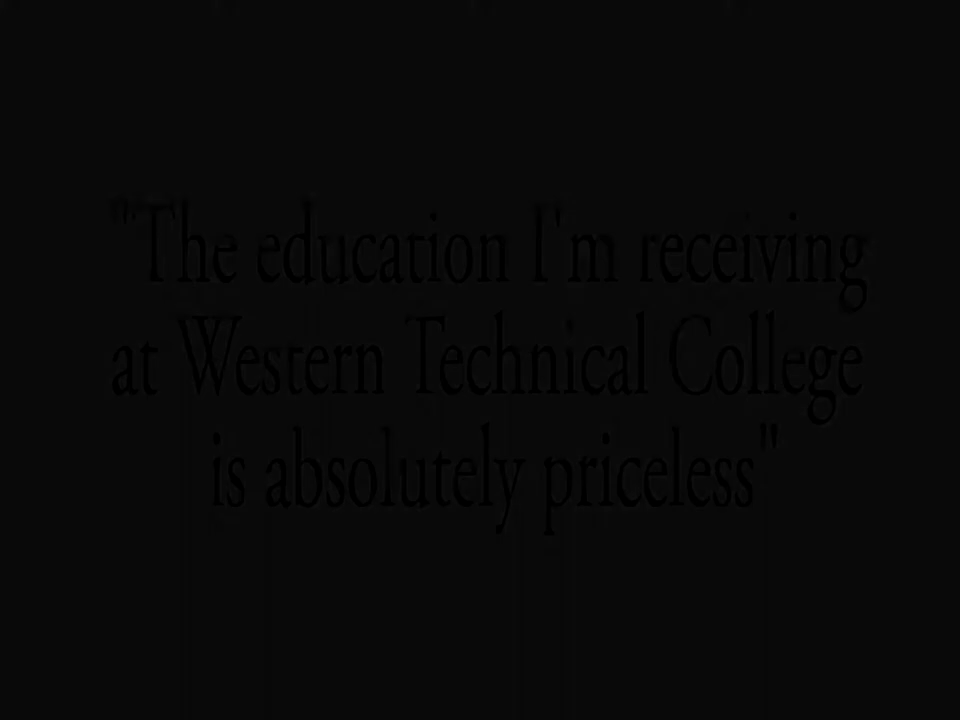 "The education I'm receiving
at Western Technical College
is absolutely priceless"